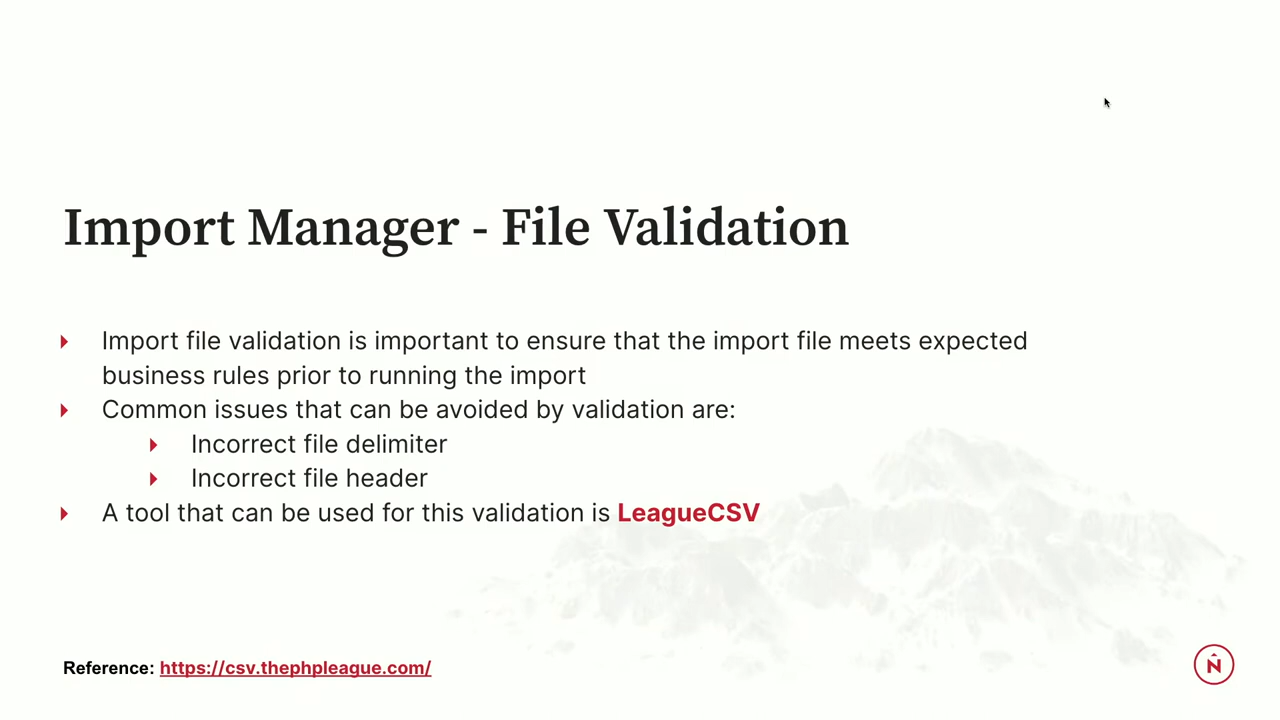 Import Manager - File Validation
Import file validation is important to ensure that the import file meets expected
business rules prior to running the import
Common issues that can be avoided by validation are:
Incorrect file delimiter
Incorrect file header
A tool that can be used for this validation is LeagueCSV
Reference: https://csv.thephpleague.com/
N̂